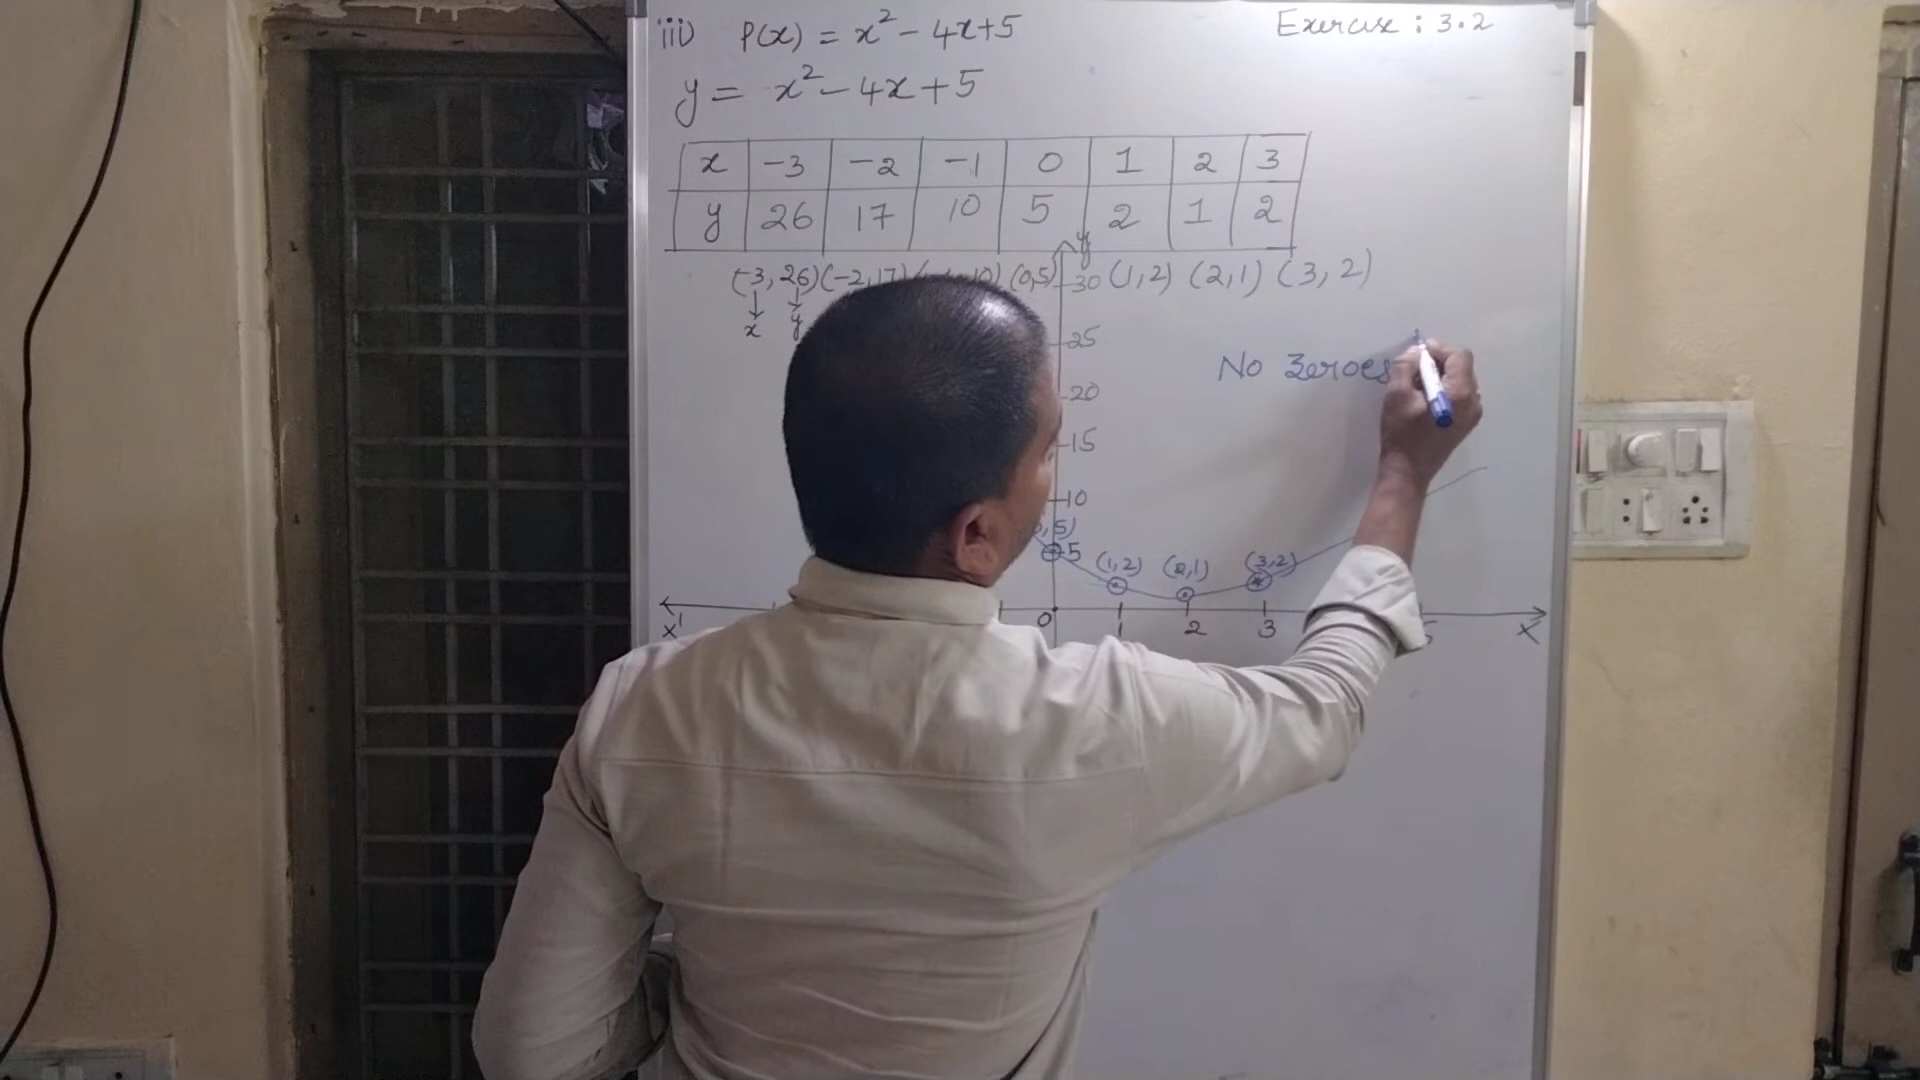 iii) P(x) = x² - 4x+5
Exercise : 3.2
y = x² - 4x + 5
x -3 -2 -1 0 1 2 3
y 26 17 10 5 2 1 2
y
(-3, 26) (-2, 17) 10) (0,5) (1,2) (2,1) (3, 2)
x y
30
25
20
15
10
5
No Zeroes
, 5)
(1,2) (2,1) (3,2)
x' 0 1 2 3 5 x